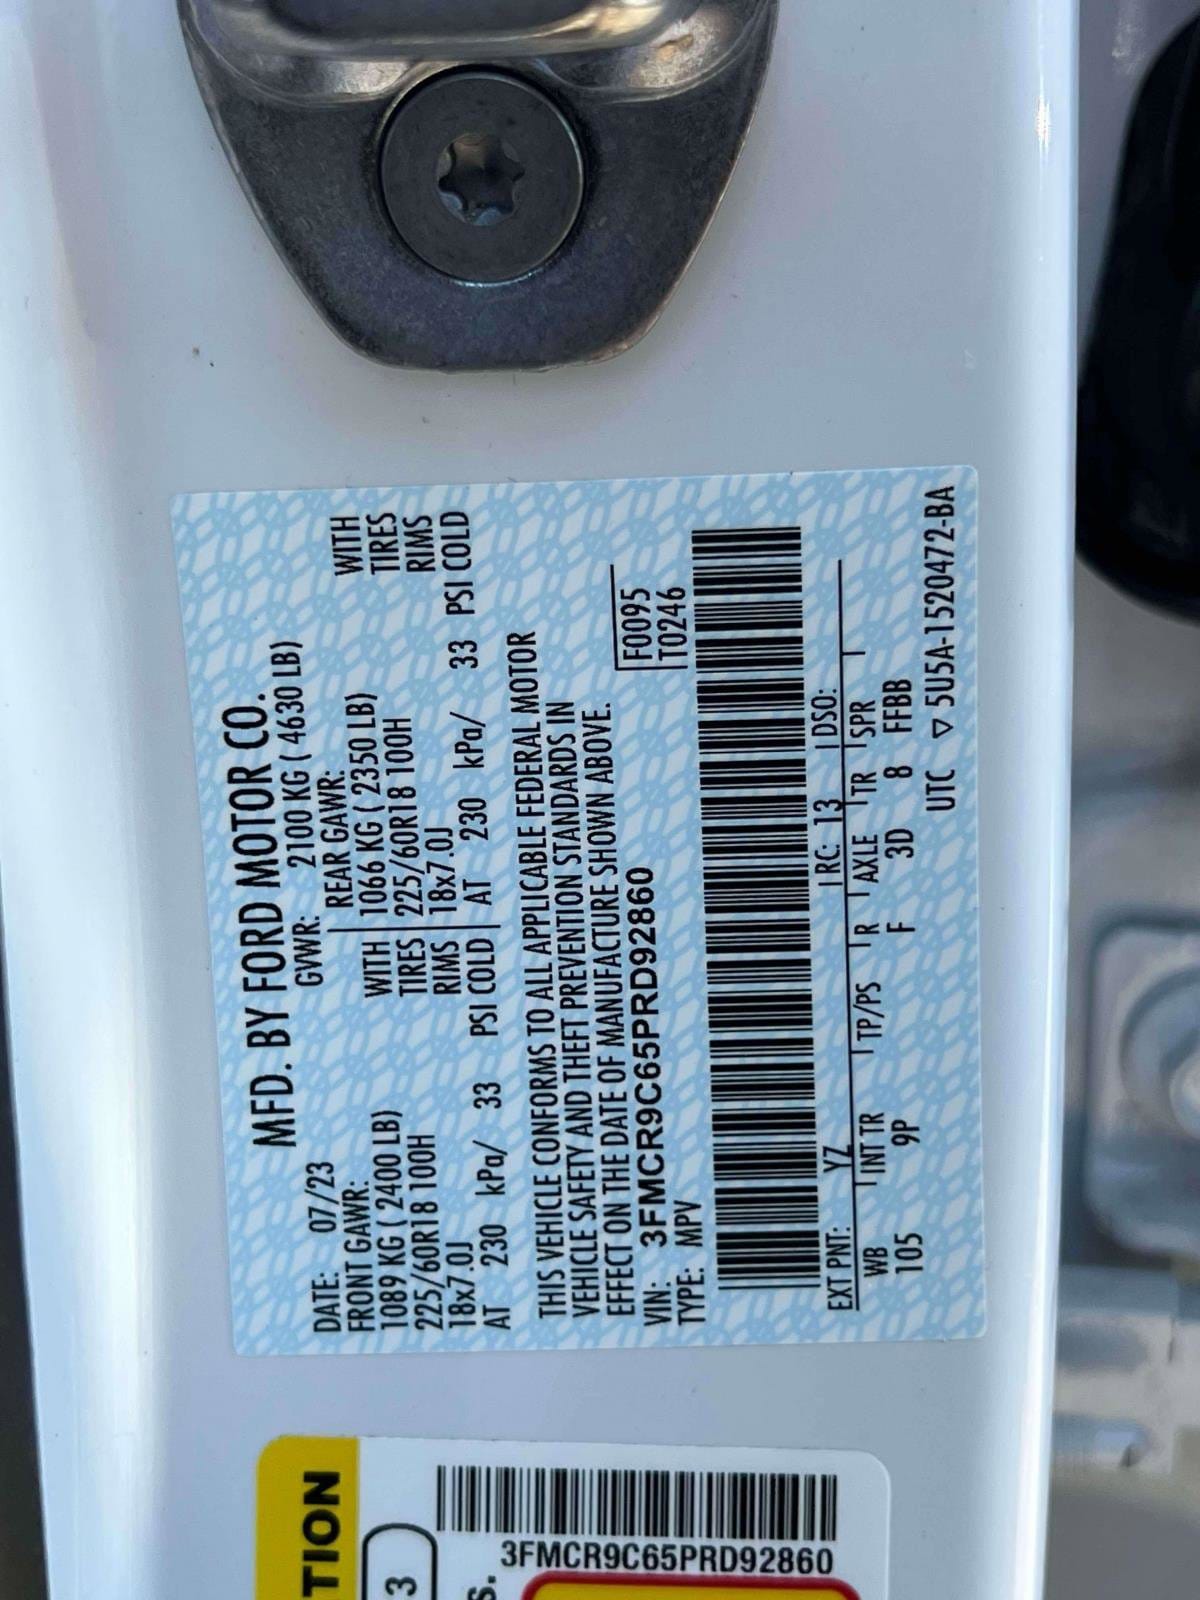 MFD. BY FORD MOTOR CO.
DATE: 07/23 GVWR: 2100 KG ( 4630 LB)
FRONT GAWR: REAR GAWR:
1089 KG ( 2400 LB) WITH 1066 KG ( 2350 LB) WITH
225/60R18 100H TIRES 225/60R18 100H TIRES
18x7.0J RIMS 18x7.0J RIMS
AT 230 kPa/ 33 PSI COLD AT 230 kPa/ 33 PSI COLD
THIS VEHICLE CONFORMS TO ALL APPLICABLE FEDERAL MOTOR
VEHICLE SAFETY AND THEFT PREVENTION STANDARDS IN
EFFECT ON THE DATE OF MANUFACTURE SHOWN ABOVE.
VIN: 3FMCR9C65PRD92860 F0095
TYPE: MPV T0246
EXT PNT: YZ RC: 13 DSO:
WB INT TR TP/PS R AXLE TR SPR
105 9P F 3D 8 FFBB
UTC ▽ 5U5A-1520472-BA
TION
3
s.
3FMCR9C65PRD92860